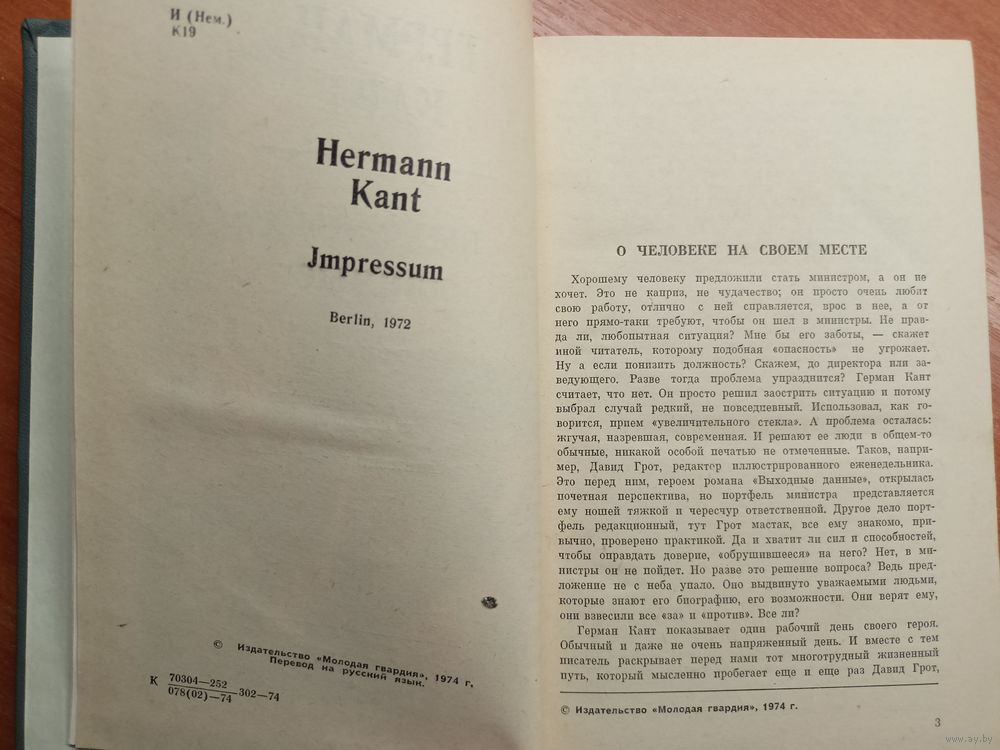 И (Нем.)
К19
Hermann
Kant
Jmpressum
Berlin, 1972
© Издательство «Молодая гвардия», 1974 г.
Перевод на русский язык.
К 70304—252
078(02)—74 302—74
О ЧЕЛОВЕКЕ НА СВОЕМ МЕСТЕ
Хорошему человеку предложили стать министром, а он не
хочет. Это не каприз, не чудачество; он просто очень любит
свою работу, отлично с ней справляется, врос в нее, а от
него прямо-таки требуют, чтобы он шел в министры. Не прав-
да ли, любопытная ситуация? Мне бы его заботы, — скажет
иной читатель, которому подобная «опасность» не угрожает.
Ну а если понизить должность? Скажем, до директора или за-
ведующего. Разве тогда проблема упразднится? Герман Кант
считает, что нет. Он просто решил заострить ситуацию и потому
выбрал случай редкий, не повседневный. Использовал, как го-
ворится, прием «увеличительного стекла». А проблема осталась:
жгучая, назревшая, современная. И решают ее люди в общем-то
обычные, никакой особой печатью не отмеченные. Таков, напри-
мер, Давид Грот, редактор иллюстрированного еженедельника.
Это перед ним, героем романа «Выходные данные», открылась
почетная перспектива, но портфель министра представляется
ему ношей тяжкой и чересчур ответственной. Другое дело порт-
фель редакционный, тут Грот мастак, все ему знакомо, при-
вычно, проверено практикой. Да и хватит ли сил и способностей,
чтобы оправдать доверие, «обрушившееся» на него? Нет, в ми-
нистры он не пойдет. Но разве это решение вопроса? Ведь пред-
ложение не с неба упало. Оно выдвинуто уважаемыми людьми,
которые знают его биографию, его возможности. Они верят ему,
они взвесили все «за» и «против». Все ли?
Герман Кант показывает один рабочий день своего героя.
Обычный и даже не очень напряженный день. И вместе с тем
писатель раскрывает перед нами тот многотрудный жизненный
путь, который мысленно пробегает еще и еще раз Давид Грот,
© Издательство «Молодая гвардия», 1974 г.
3
www.ay.by